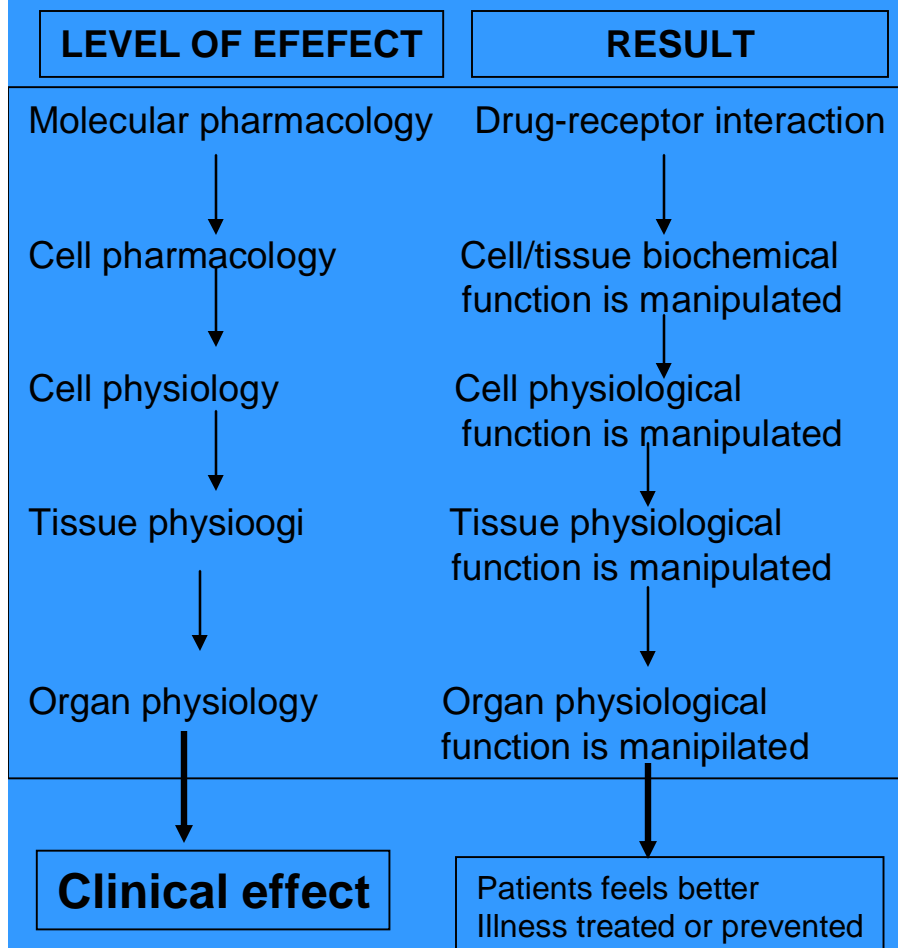 LEVEL OF EFEFECT
RESULT
Molecular pharmacology
Drug-receptor interaction
Cell pharmacology
Cell/tissue biochemical
function is manipulated
Cell physiology
Cell physiological
function is manipulated
Tissue physioogi
Tissue physiological
function is manipulated
Organ physiology
Organ physiological
function is manipilated
Clinical effect
Patients feels better
Illness treated or prevented